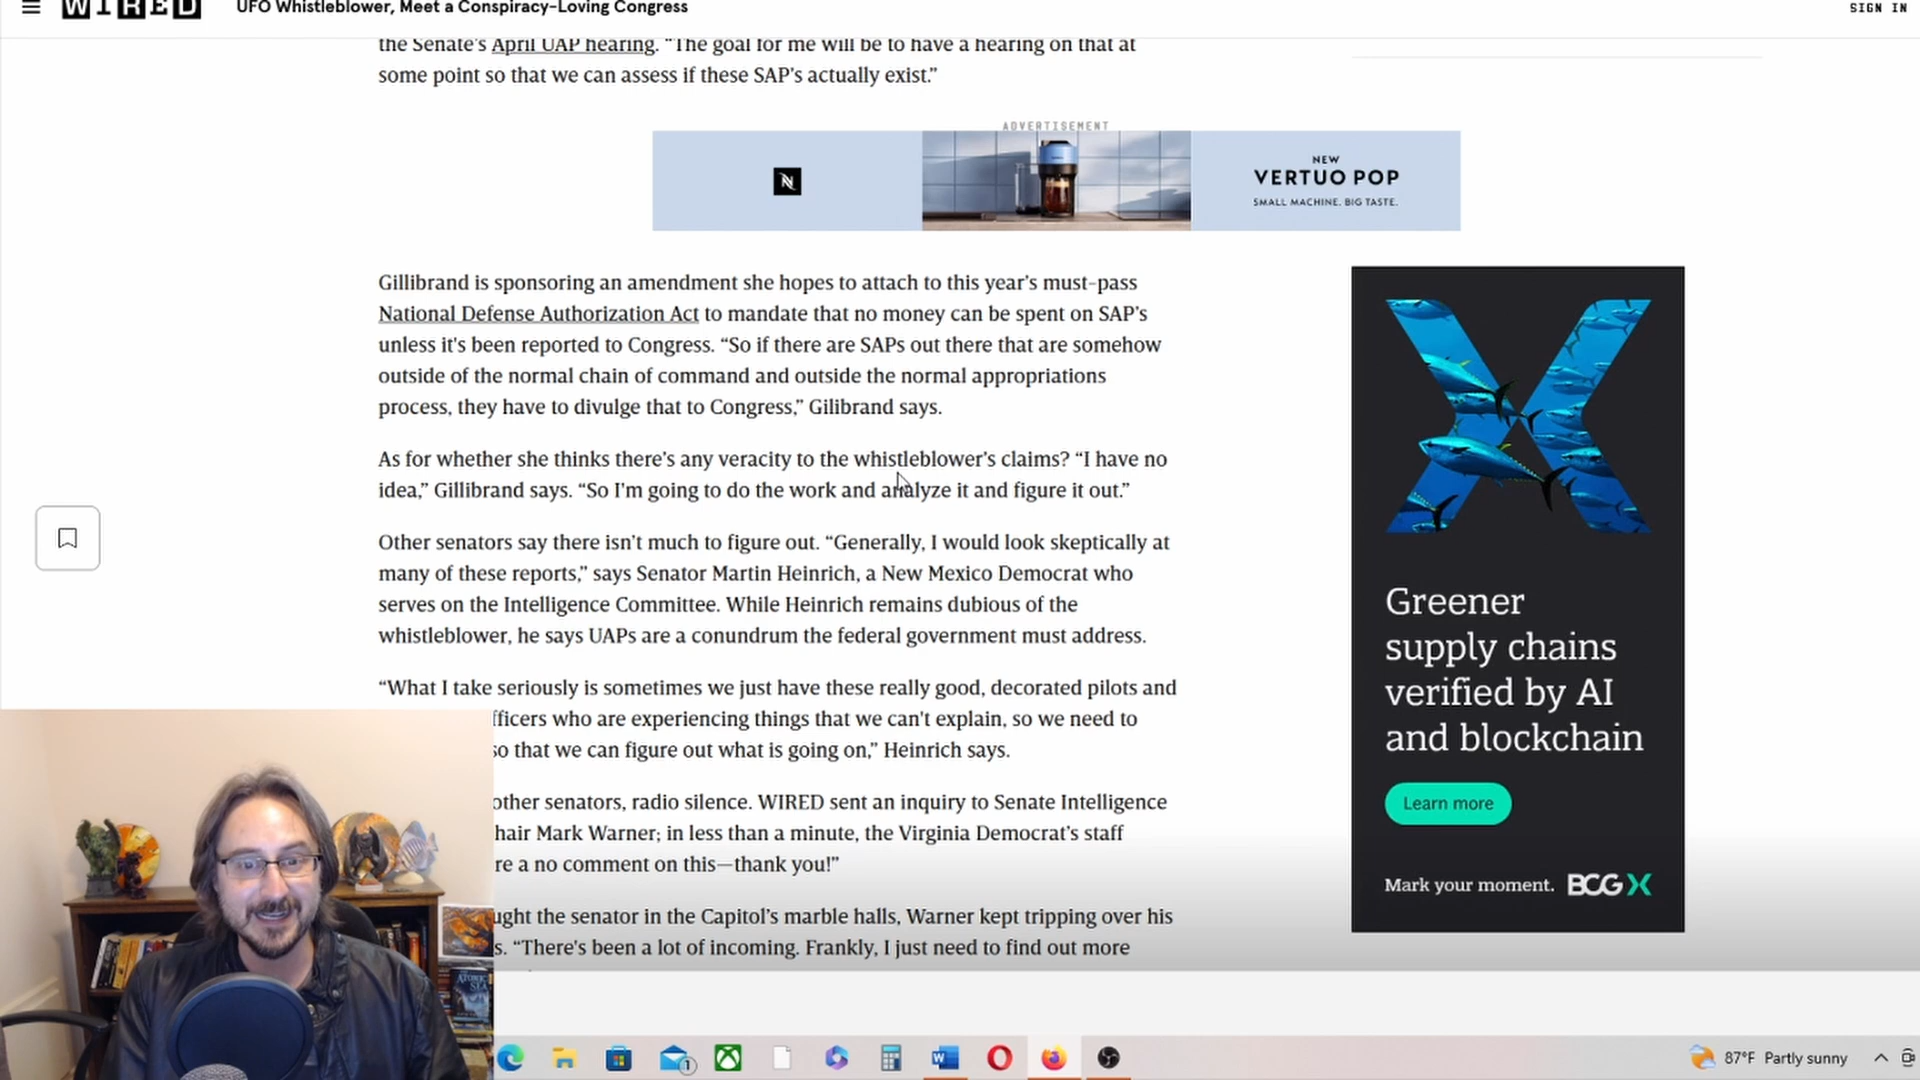 WIRED
UFO Whistleblower, Meet a Conspiracy-Loving Congress
SIGN IN
the Senate's April UAP hearing. “The goal for me will be to have a hearing on that at
some point so that we can assess if these SAP's actually exist.”
ADVERTISEMENT
N
NEW
VERTUO POP
SMALL MACHINE. BIG TASTE.
Gillibrand is sponsoring an amendment she hopes to attach to this year's must-pass
National Defense Authorization Act to mandate that no money can be spent on SAP's
unless it's been reported to Congress. “So if there are SAPs out there that are somehow
outside of the normal chain of command and outside the normal appropriations
process, they have to divulge that to Congress,” Gilibrand says.
As for whether she thinks there's any veracity to the whistleblower's claims? “I have no
idea,” Gillibrand says. “So I'm going to do the work and analyze it and figure it out.”
Other senators say there isn't much to figure out. “Generally, I would look skeptically at
many of these reports,” says Senator Martin Heinrich, a New Mexico Democrat who
serves on the Intelligence Committee. While Heinrich remains dubious of the
whistleblower, he says UAPs are a conundrum the federal government must address.
“What I take seriously is sometimes we just have these really good, decorated pilots and
fficers who are experiencing things that we can't explain, so we need to
so that we can figure out what is going on,” Heinrich says.
other senators, radio silence. WIRED sent an inquiry to Senate Intelligence
hair Mark Warner; in less than a minute, the Virginia Democrat's staff
re a no comment on this—thank you!”
ught the senator in the Capitol's marble halls, Warner kept tripping over his
s. “There's been a lot of incoming. Frankly, I just need to find out more
Greener
supply chains
verified by AI
and blockchain
Learn more
Mark your moment. BCG X
ATOMIC
SEA
1
87°F Partly sunny